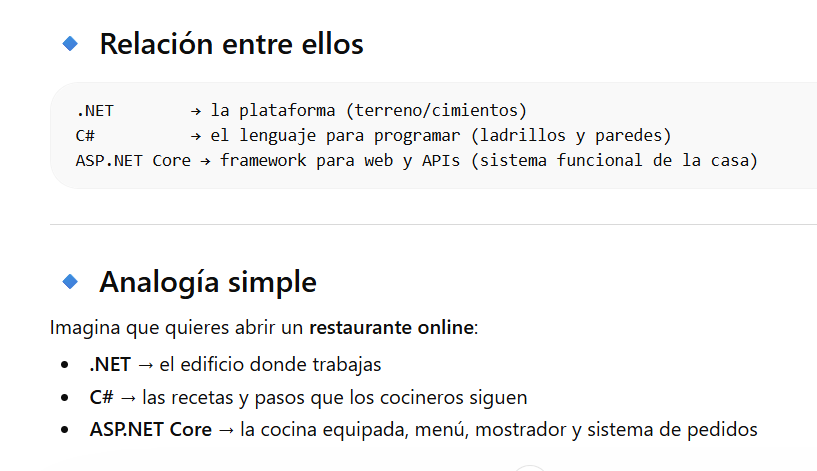 Relación entre ellos
.NET → la plataforma (terreno/cimientos)
C# → el lenguaje para programar (ladrillos y paredes)
ASP.NET Core → framework para web y APIs (sistema funcional de la casa)
Analogía simple
Imagina que quieres abrir un restaurante online:
• .NET → el edificio donde trabajas
• C# → las recetas y pasos que los cocineros siguen
• ASP.NET Core → la cocina equipada, menú, mostrador y sistema de pedidos